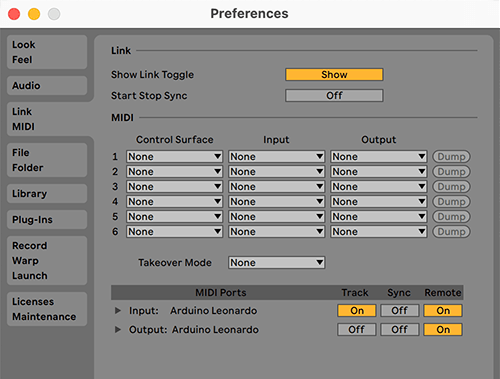 Preferences
Look
Feel
Audio
Link
MIDI
File
Folder
Library
Plug-Ins
Record
Warp
Launch
Licenses
Maintenance
Link
Show Link Toggle Show
Start Stop Sync Off
MIDI
Control Surface Input Output
1 None None None Dump
2 None None None Dump
3 None None None Dump
4 None None None Dump
5 None None None Dump
6 None None None Dump
Takeover Mode None
MIDI Ports Track Sync Remote
Input: Arduino Leonardo On Off On
Output: Arduino Leonardo Off Off On